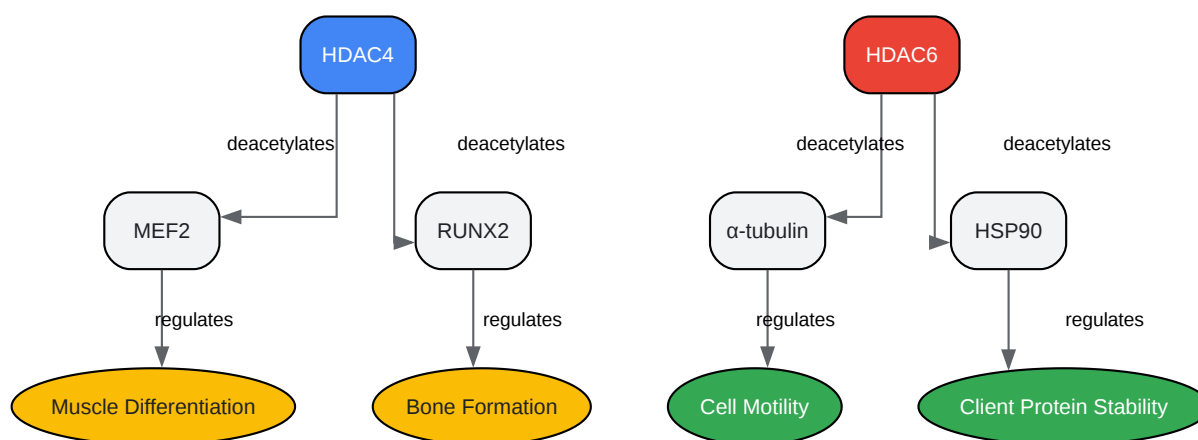 HDAC4
HDAC6
deacetylates
deacetylates
deacetylates
deacetylates
MEF2
RUNX2
α-tubulin
HSP90
regulates
regulates
regulates
regulates
Muscle Differentiation
Bone Formation
Cell Motility
Client Protein Stability